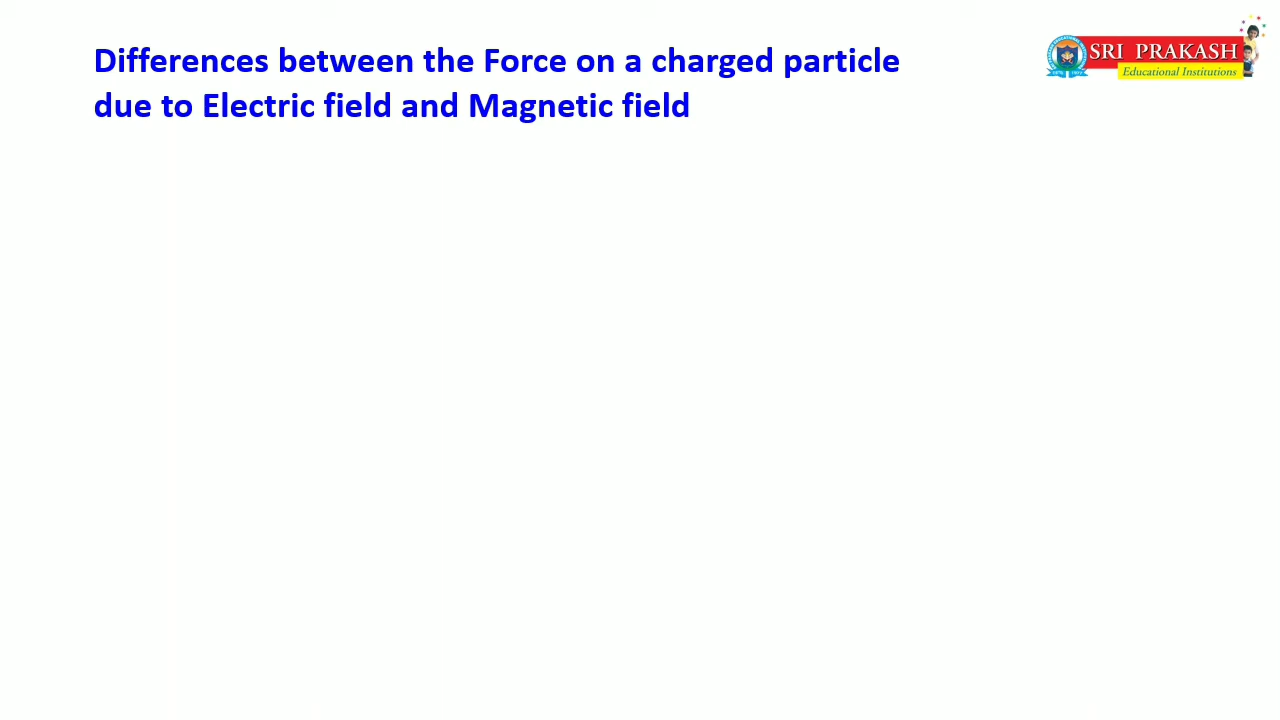 Differences between the Force on a charged particle
due to Electric field and Magnetic field
SRI PRAKASH
Educational Institutions